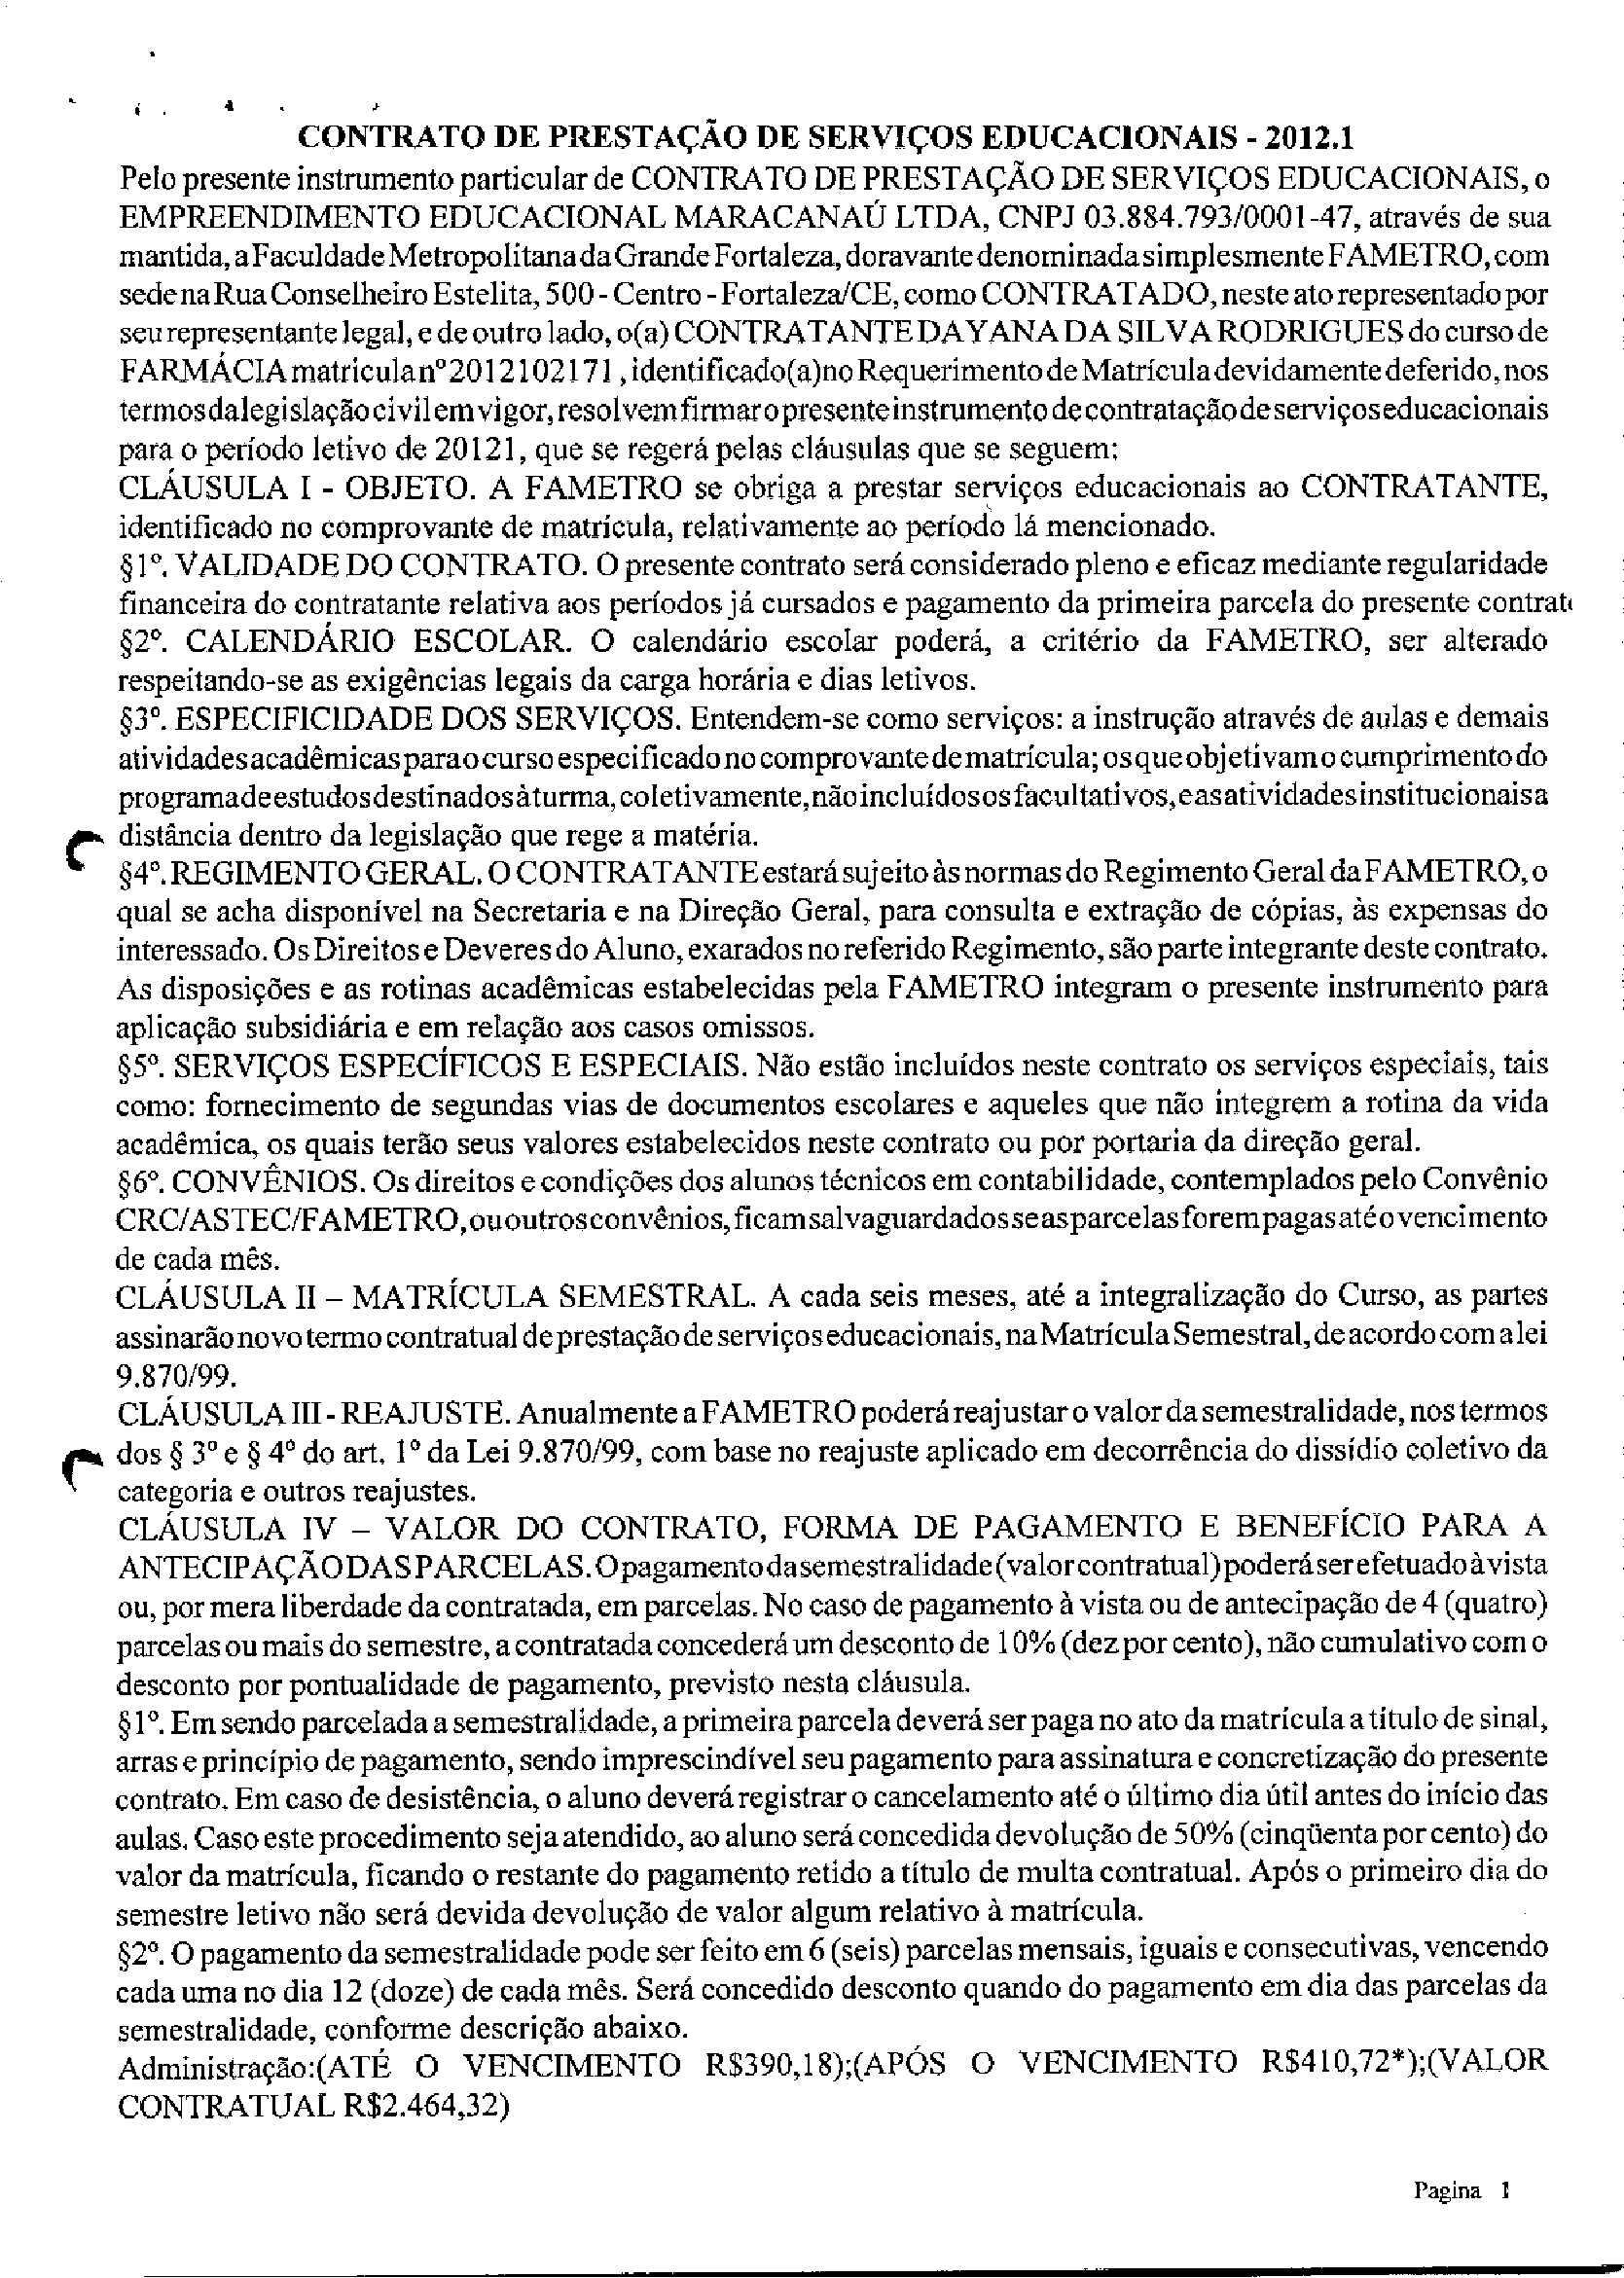 CONTRATO DE PRESTAÇÃO DE SERVIÇOS EDUCACIONAIS - 2012.1
Pelo presente instrumento particular de CONTRATO DE PRESTAÇÃO DE SERVIÇOS EDUCACIONAIS, o
EMPREENDIMENTO EDUCACIONAL MARACANAÚ LTDA, CNPJ 03.884.793/0001-47, através de sua
mantida, a Faculdade Metropolitana da Grande Fortaleza, doravante denominada simplesmente FAMETRO, com
sede na Rua Conselheiro Estelita, 500 - Centro - Fortaleza/CE, como CONTRATADO, neste ato representado por
seu representante legal, e de outro lado, o(a) CONTRATANTE DAYANA DA SILVA RODRIGUES do curso de
FARMÁCIA matricula nº 2012102171 , identificado(a)no Requerimento de Matrícula devidamente deferido, nos
termos da legislação civil em vigor, resolvem firmar o presente instrumento de contratação de serviços educacionais
para o período letivo de 20121, que se regerá pelas cláusulas que se seguem:
CLÁUSULA I - OBJETO. A FAMETRO se obriga a prestar serviços educacionais ao CONTRATANTE,
identificado no comprovante de matrícula, relativamente ao período lá mencionado.
§1º. VALIDADE DO CONTRATO. O presente contrato será considerado pleno e eficaz mediante regularidade
financeira do contratante relativa aos períodos já cursados e pagamento da primeira parcela do presente contrat
§2º. CALENDÁRIO ESCOLAR. O calendário escolar poderá, a critério da FAMETRO, ser alterado
respeitando-se as exigências legais da carga horária e dias letivos.
§3º. ESPECIFICIDADE DOS SERVIÇOS. Entendem-se como serviços: a instrução através de aulas e demais
atividades acadêmicas para o curso especificado no comprovante de matrícula; os que objetivam o cumprimento do
programa de estudos destinados à turma, coletivamente, não incluídos os facultativos, e as atividades institucionais a
distância dentro da legislação que rege a matéria.
§4º. REGIMENTO GERAL. O CONTRATANTE estará sujeito às normas do Regimento Geral da FAMETRO, o
qual se acha disponível na Secretaria e na Direção Geral, para consulta e extração de cópias, às expensas do
interessado. Os Direitos e Deveres do Aluno, exarados no referido Regimento, são parte integrante deste contrato.
As disposições e as rotinas acadêmicas estabelecidas pela FAMETRO integram o presente instrumento para
aplicação subsidiária e em relação aos casos omissos.
§5º. SERVIÇOS ESPECÍFICOS E ESPECIAIS. Não estão incluídos neste contrato os serviços especiais, tais
como: fornecimento de segundas vias de documentos escolares e aqueles que não integrem a rotina da vida
acadêmica, os quais terão seus valores estabelecidos neste contrato ou por portaria da direção geral.
§6º. CONVÊNIOS. Os direitos e condições dos alunos técnicos em contabilidade, contemplados pelo Convênio
CRC/ASTEC/FAMETRO, ou outros convênios, ficam salvaguardados se as parcelas forem pagas até o vencimento
de cada mês.
CLÁUSULA II – MATRÍCULA SEMESTRAL. A cada seis meses, até a integralização do Curso, as partes
assinarão novo termo contratual de prestação de serviços educacionais, na Matrícula Semestral, de acordo com a lei
9.870/99.
CLÁUSULA III - REAJUSTE. Anualmente a FAMETRO poderá reajustar o valor da semestralidade, nos termos
dos § 3º e § 4º do art. 1º da Lei 9.870/99, com base no reajuste aplicado em decorrência do dissídio coletivo da
categoria e outros reajustes.
CLÁUSULA IV – VALOR DO CONTRATO, FORMA DE PAGAMENTO E BENEFÍCIO PARA A
ANTECIPAÇÃO DAS PARCELAS. O pagamento da semestralidade (valor contratual) poderá ser efetuado à vista
ou, por mera liberdade da contratada, em parcelas. No caso de pagamento à vista ou de antecipação de 4 (quatro)
parcelas ou mais do semestre, a contratada concederá um desconto de 10% (dez por cento), não cumulativo com o
desconto por pontualidade de pagamento, previsto nesta cláusula.
§1º. Em sendo parcelada a semestralidade, a primeira parcela deverá ser paga no ato da matrícula a título de sinal,
arras e princípio de pagamento, sendo imprescindível seu pagamento para assinatura e concretização do presente
contrato. Em caso de desistência, o aluno deverá registrar o cancelamento até o último dia útil antes do início das
aulas. Caso este procedimento seja atendido, ao aluno será concedida devolução de 50% (cinqüenta por cento) do
valor da matrícula, ficando o restante do pagamento retido a título de multa contratual. Após o primeiro dia do
semestre letivo não será devida devolução de valor algum relativo à matrícula.
§2º. O pagamento da semestralidade pode ser feito em 6 (seis) parcelas mensais, iguais e consecutivas, vencendo
cada uma no dia 12 (doze) de cada mês. Será concedido desconto quando do pagamento em dia das parcelas da
semestralidade, conforme descrição abaixo.
Administração:(ATÉ O VENCIMENTO R$390,18);(APÓS O VENCIMENTO R$410,72*);(VALOR
CONTRATUAL R$2.464,32)
Pagina 1